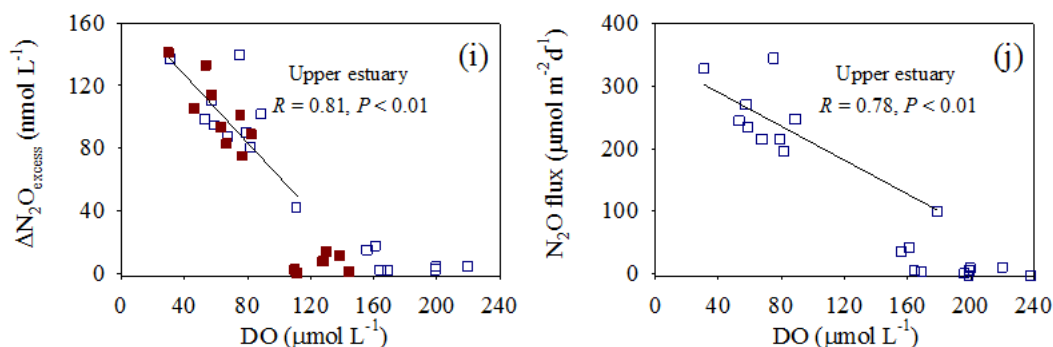 (i)
Upper estuary
R = 0.81, P < 0.01
ΔN₂Oexcess (nmol L⁻¹)
160
120
80
40
0
0 40 80 120 160 200 240
DO (μmol L⁻¹)
(j)
Upper estuary
R = 0.78, P < 0.01
N₂O flux (μmol m⁻² d⁻¹)
400
300
200
100
0
0 40 80 120 160 200 240
DO (μmol L⁻¹)